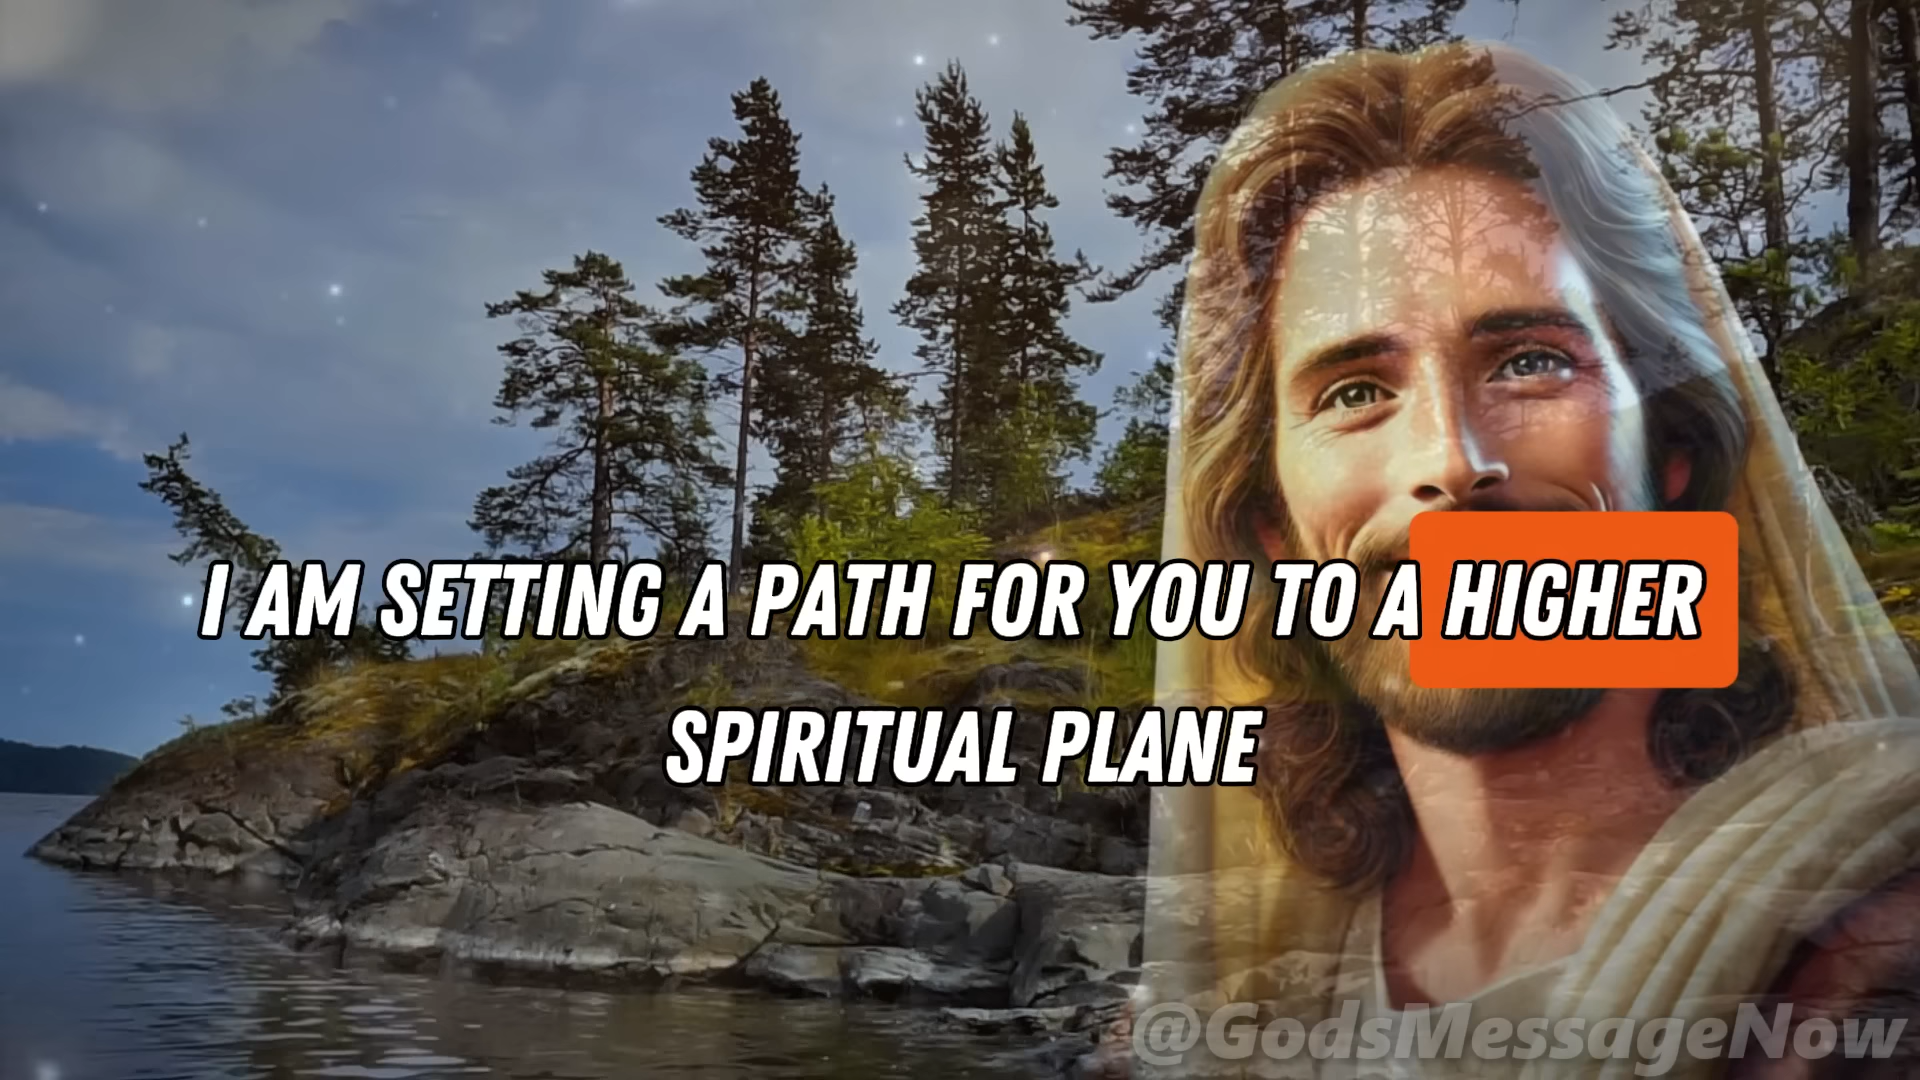 I AM SETTING A PATH FOR YOU TO A HIGHER
SPIRITUAL PLANE
@GodsMessageNow